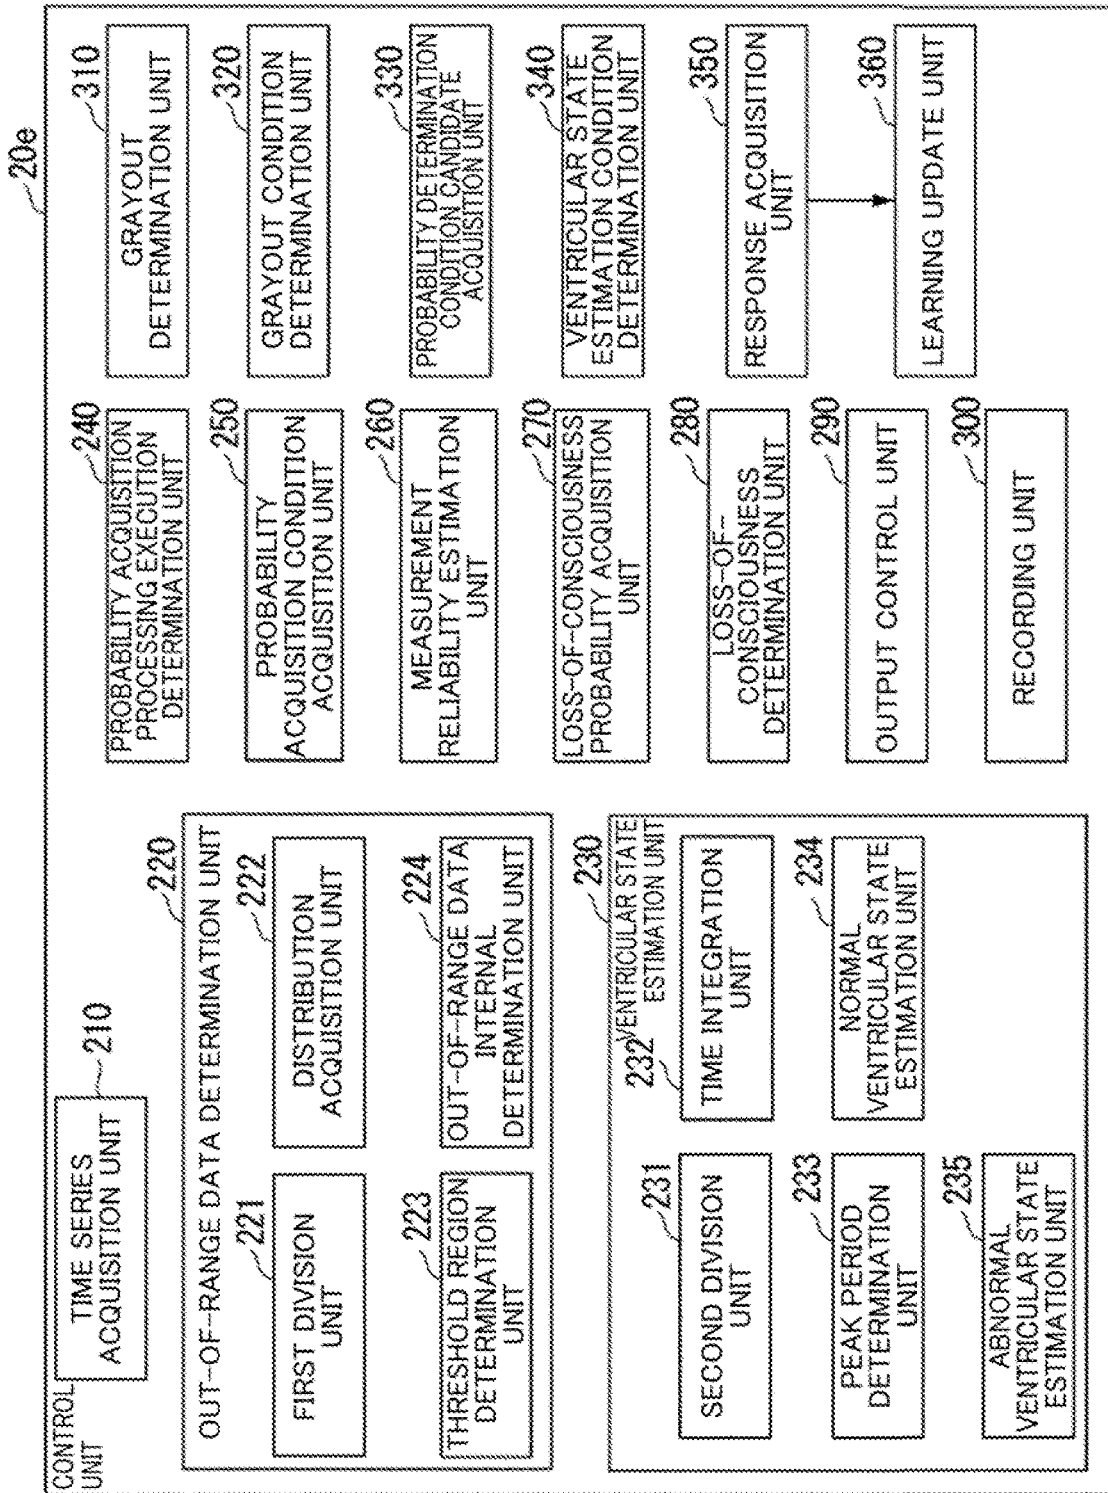 20e
CONTROL
UNIT
TIME SERIES
ACQUISITION UNIT
210
OUT-OF-RANGE DATA DETERMINATION UNIT
220
FIRST DIVISION
UNIT
221
DISTRIBUTION
ACQUISITION UNIT
222
THRESHOLD REGION
DETERMINATION
UNIT
223
OUT-OF-RANGE DATA
INTERNAL
DETERMINATION UNIT
224
VENTRICULAR STATE
ESTIMATION UNIT
230
SECOND DIVISION
UNIT
231
TIME INTEGRATION
UNIT
232
PEAK PERIOD
DETERMINATION
UNIT
233
NORMAL
VENTRICULAR STATE
ESTIMATION UNIT
234
ABNORMAL
VENTRICULAR STATE
ESTIMATION UNIT
235
PROBABILITY ACQUISITION
PROCESSING EXECUTION
DETERMINATION UNIT
240
PROBABILITY
ACQUISITION CONDITION
ACQUISITION UNIT
250
MEASUREMENT
RELIABILITY ESTIMATION
UNIT
260
LOSS-OF-CONSCIOUSNESS
PROBABILITY ACQUISITION
UNIT
270
LOSS-OF-
CONSCIOUSNESS
DETERMINATION UNIT
280
OUTPUT CONTROL UNIT
290
RECORDING UNIT
300
GRAYOUT
DETERMINATION UNIT
310
GRAYOUT CONDITION
DETERMINATION UNIT
320
PROBABILITY DETERMINATION
CONDITION CANDIDATE
ACQUISITION UNIT
330
VENTRICULAR STATE
ESTIMATION CONDITION
DETERMINATION UNIT
340
RESPONSE ACQUISITION
UNIT
350
LEARNING UPDATE UNIT
360